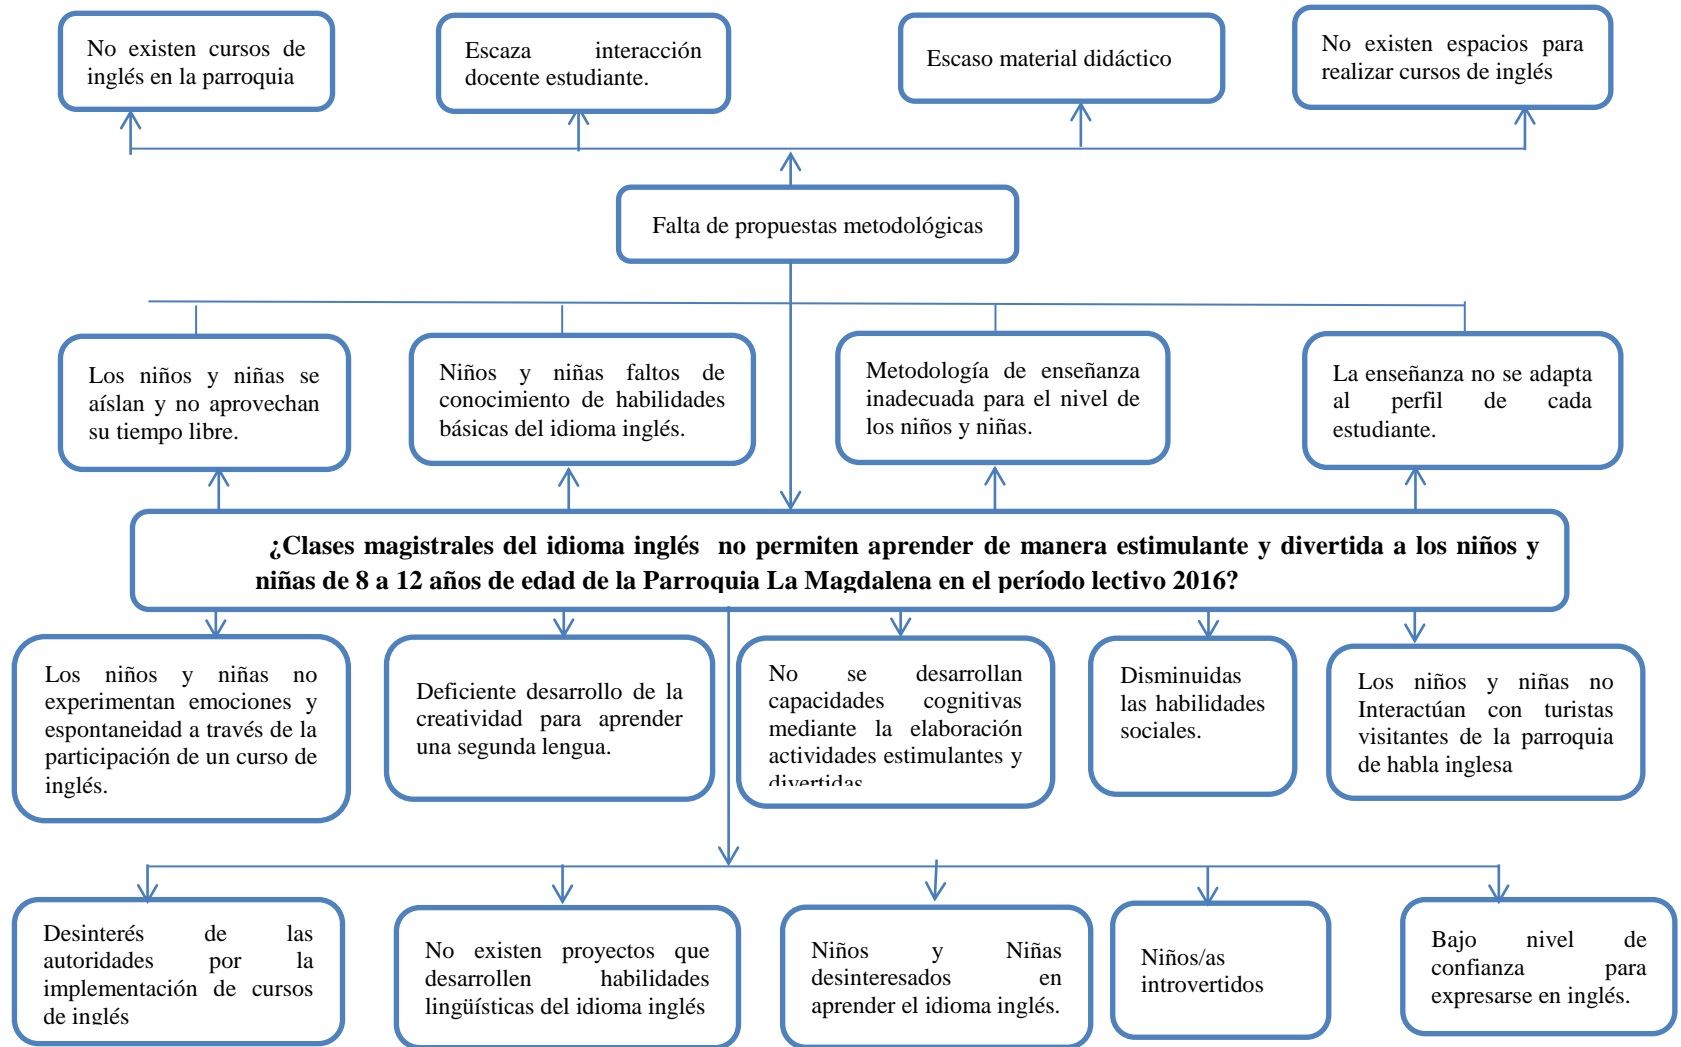 No existen cursos de
inglés en la parroquia
Escaza interacción
docente estudiante.
Escaso material didáctico
No existen espacios para
realizar cursos de inglés
Falta de propuestas metodológicas
Los niños y niñas se
aíslan y no aprovechan
su tiempo libre.
Niños y niñas faltos de
conocimiento de habilidades
básicas del idioma inglés.
Metodología de enseñanza
inadecuada para el nivel de
los niños y niñas.
La enseñanza no se adapta
al perfil de cada
estudiante.
¿Clases magistrales del idioma inglés no permiten aprender de manera estimulante y divertida a los niños y
niñas de 8 a 12 años de edad de la Parroquia La Magdalena en el período lectivo 2016?
Los niños y niñas no
experimentan emociones y
espontaneidad a través de la
participación de un curso de
inglés.
Deficiente desarrollo de la
creatividad para aprender
una segunda lengua.
No se desarrollan
capacidades cognitivas
mediante la elaboración
actividades estimulantes y
divertidas
Disminuidas
las habilidades
sociales.
Los niños y niñas no
Interactúan con turistas
visitantes de la parroquia
de habla inglesa
Desinterés de las
autoridades por la
implementación de cursos
de inglés
No existen proyectos que
desarrollen habilidades
lingüísticas del idioma inglés
Niños y Niñas
desinteresados en
aprender el idioma inglés.
Niños/as
introvertidos
Bajo nivel de
confianza para
expresarse en inglés.